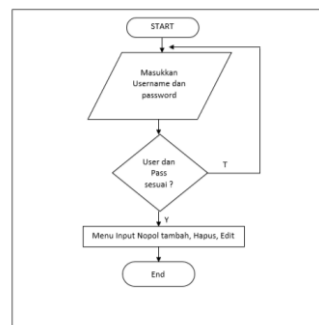 START
Masukkan
Username dan
password
User dan
Pass
sesuai ?
T
Y
Menu Input Nopol tambah, Hapus, Edit
End